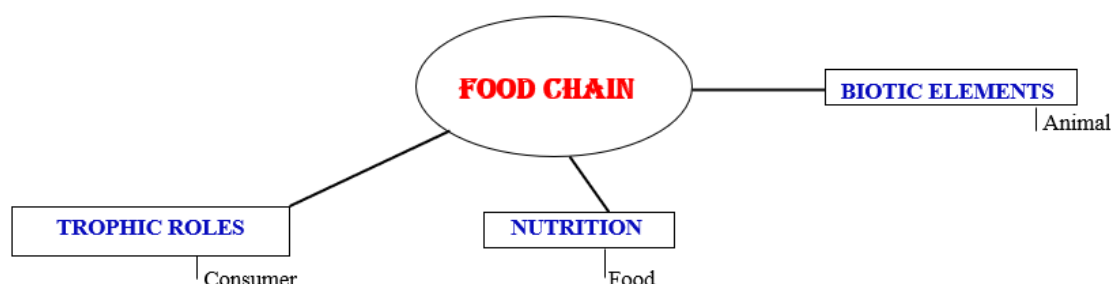 FOOD CHAIN
BIOTIC ELEMENTS
Animal
TROPHIC ROLES
Consumer
NUTRITION
Food